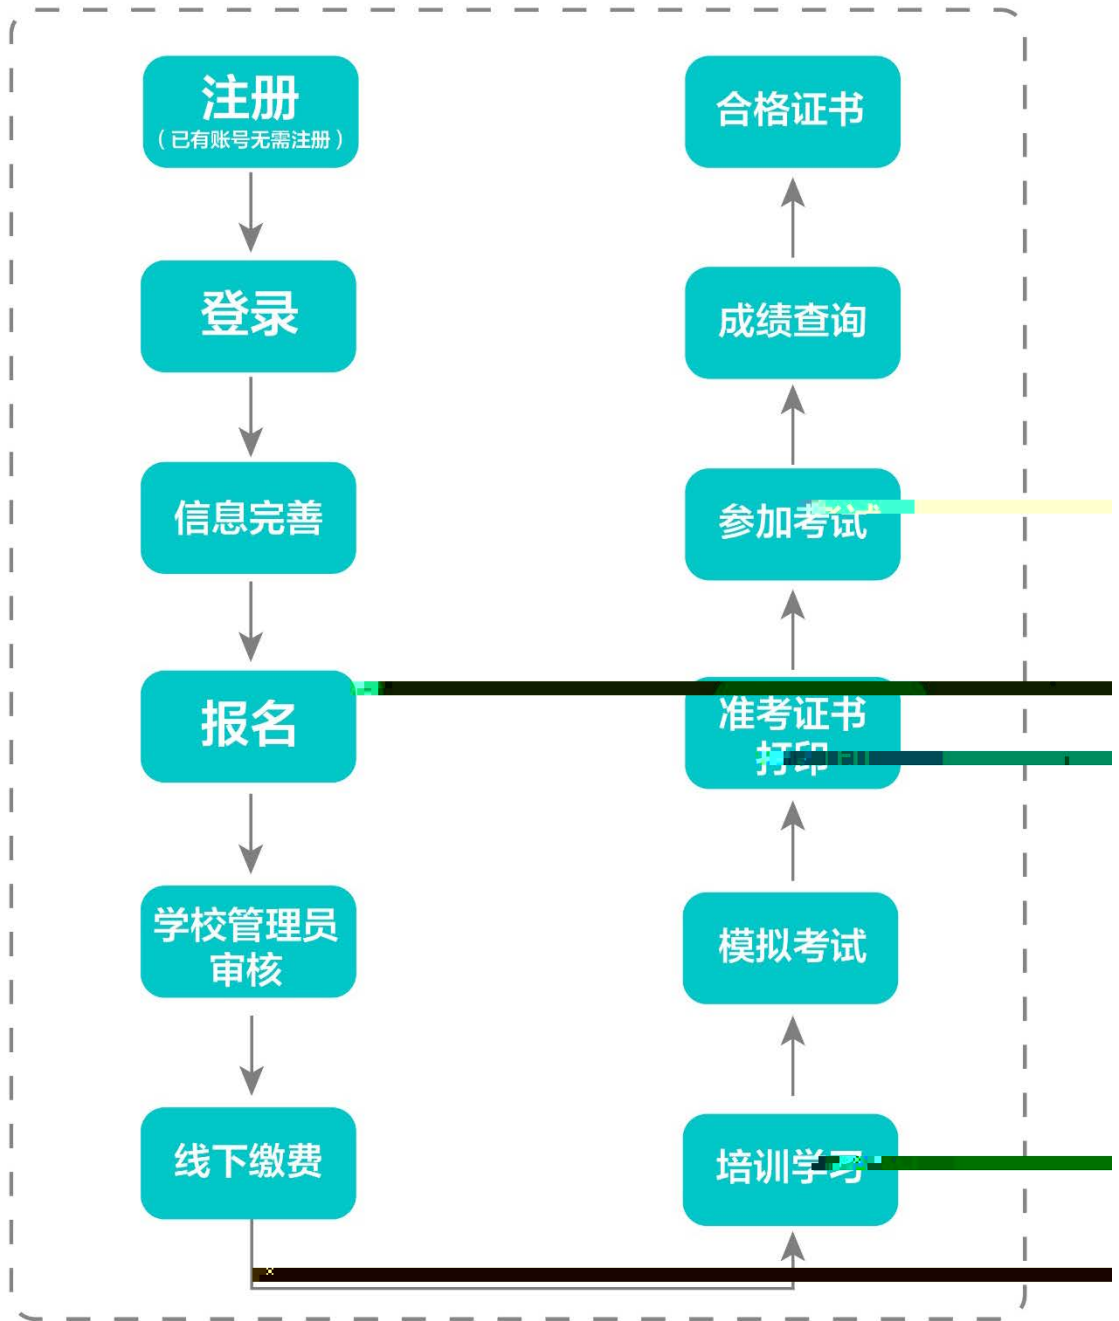 注册
（已有账号无需注册）
登录
信息完善
报名
学校管理员
审核
线下缴费
培训学习
模拟考试
准考证书
打印
参加考试
成绩查询
合格证书